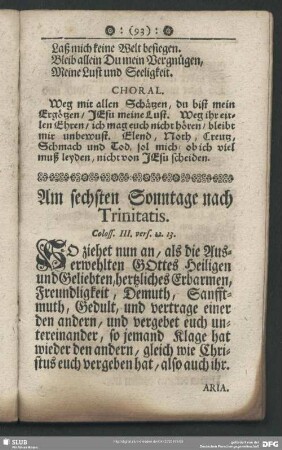 : (93) :
Laß mich keine Welt besiegen.
Bleib allein Du mein Vergnügen,
Meine Lust und Seeligkeit.
CHORAL.
Weg mit allen Schätzen, du bist mein
Ergötzen / JEsu meine Lust. Weg ihr eit-
len Ehren / ich mag euch nicht hören / bleibt
mir unbewust. Elend, Noth, Creutz,
Schmach und Tod, sol mich ob ich viel
muß leyden, nicht von JEsu scheiden.
Am sechsten Sonntage nach
Trinitatis.
Coloss. III. vers. 12. 13.
SO ziehet nun an, als die Aus-
erwehlten GOttes Heiligen
und Geliebten, hertzliches Erbarmen,
Freundligkeit, Demuth, Sanfft-
muth, Gedult, und vertrage einer
den andern, und vergebet euch un-
tereinander, so jemand Klage hat
wieder den andern, gleich wie Chri-
stus euch vergeben hat, also auch ihr.
ARIA.
SLUB
DFG